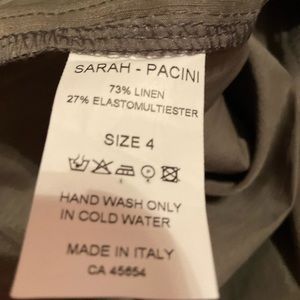 SARAH - PACINI
73% LINEN
27% ELASTOMULTIESTER
SIZE 4
HAND WASH ONLY
IN COLD WATER
MADE IN ITALY
CA 45654